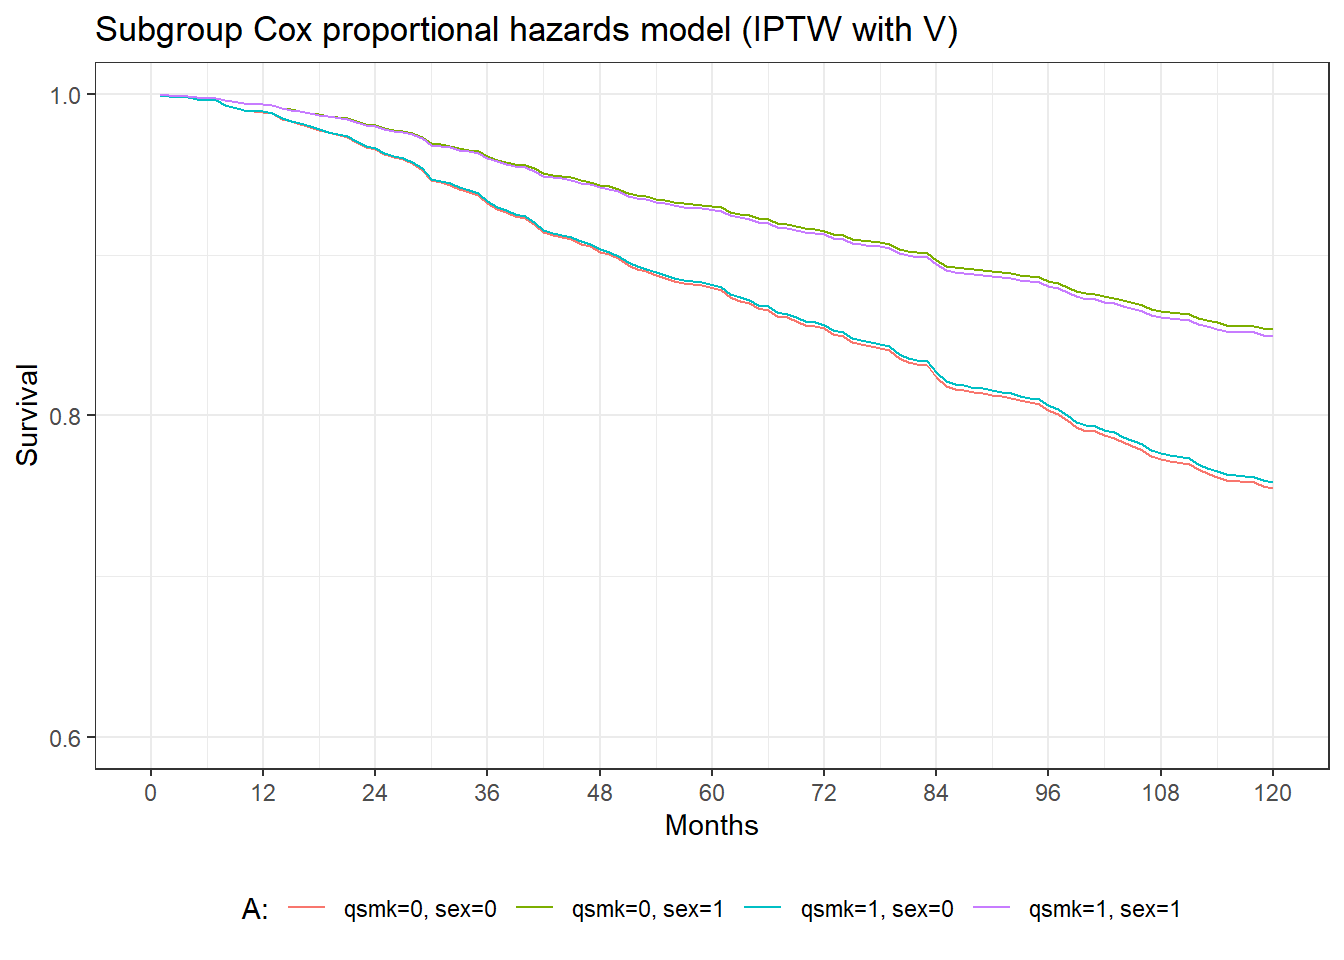 Subgroup Cox proportional hazards model (IPTW with V)
1.0
0.8
0.6
Survival
0 12 24 36 48 60 72 84 96 108 120
Months
A: qsmk=0, sex=0 qsmk=0, sex=1 qsmk=1, sex=0 qsmk=1, sex=1